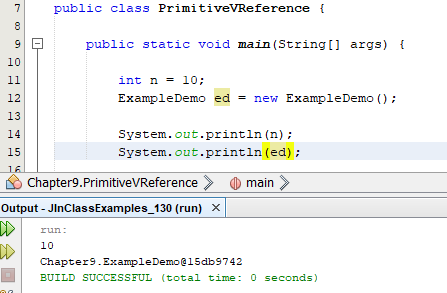 7 public class PrimitiveVReference {
8
9 public static void main(String[] args) {
10
11 int n = 10;
12 ExampleDemo ed = new ExampleDemo();
13
14 System.out.println(n);
15 System.out.println(ed);
16
Chapter9.PrimitiveVReference main
Output - JInClassExamples_130 (run) ×
run:
10
Chapter9.ExampleDemo@15db9742
BUILD SUCCESSFUL (total time: 0 seconds)